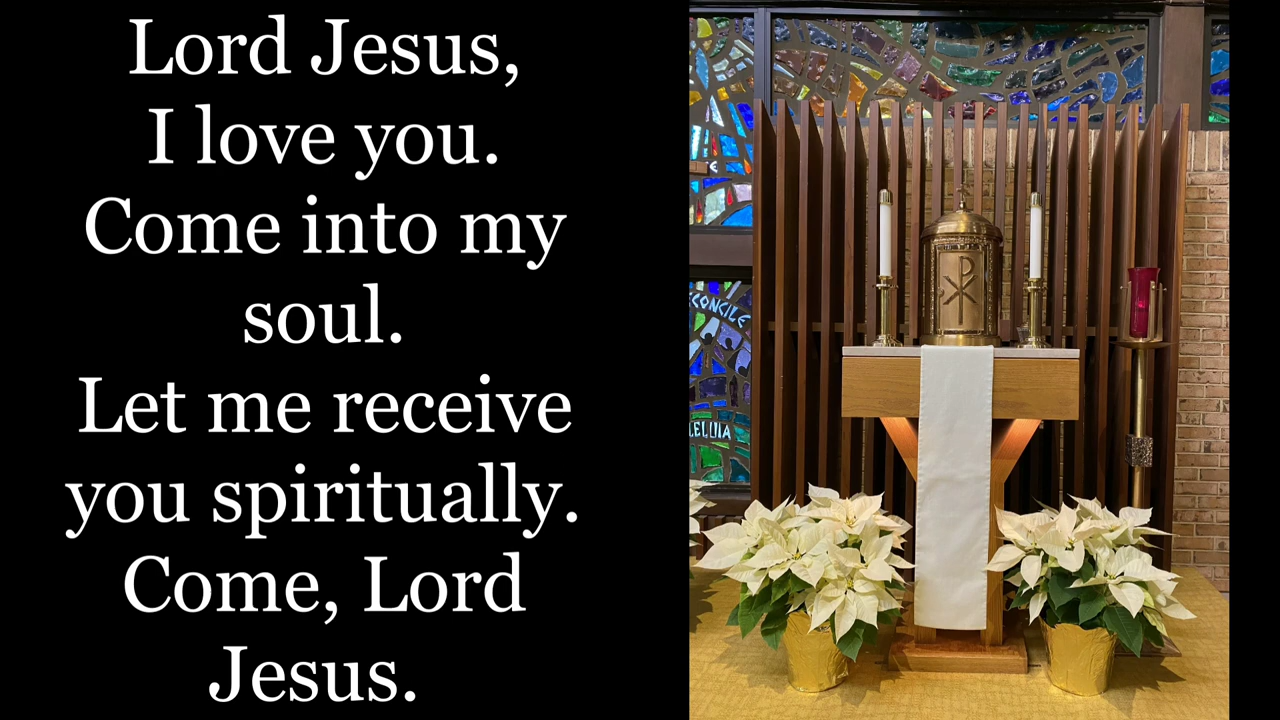 Lord Jesus,
I love you.
Come into my
soul.
Let me receive
you spiritually.
Come, Lord
Jesus.